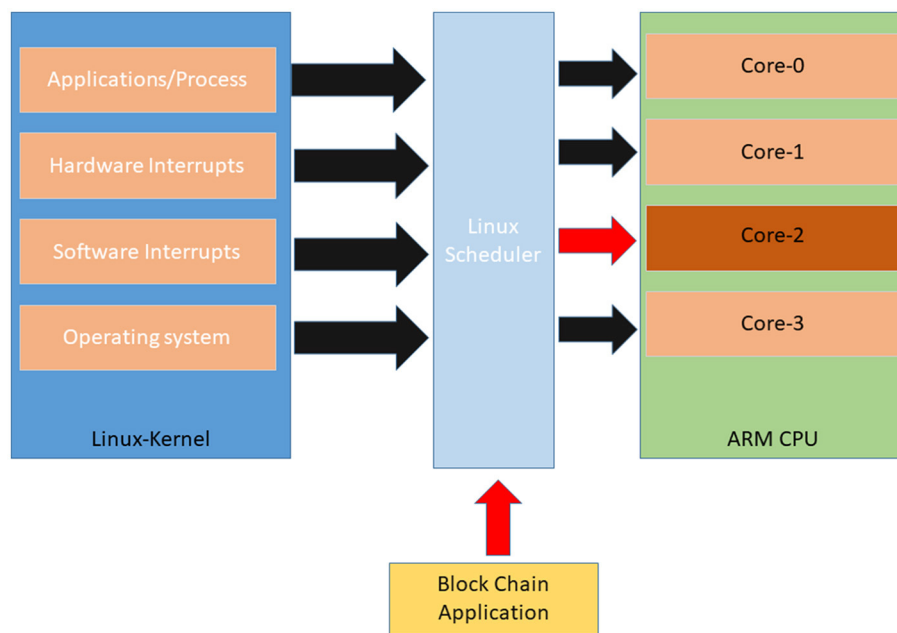 Applications/Process
Hardware Interrupts
Software Interrupts
Operating system
Linux-Kernel
Linux
Scheduler
Core-0
Core-1
Core-2
Core-3
ARM CPU
Block Chain
Application